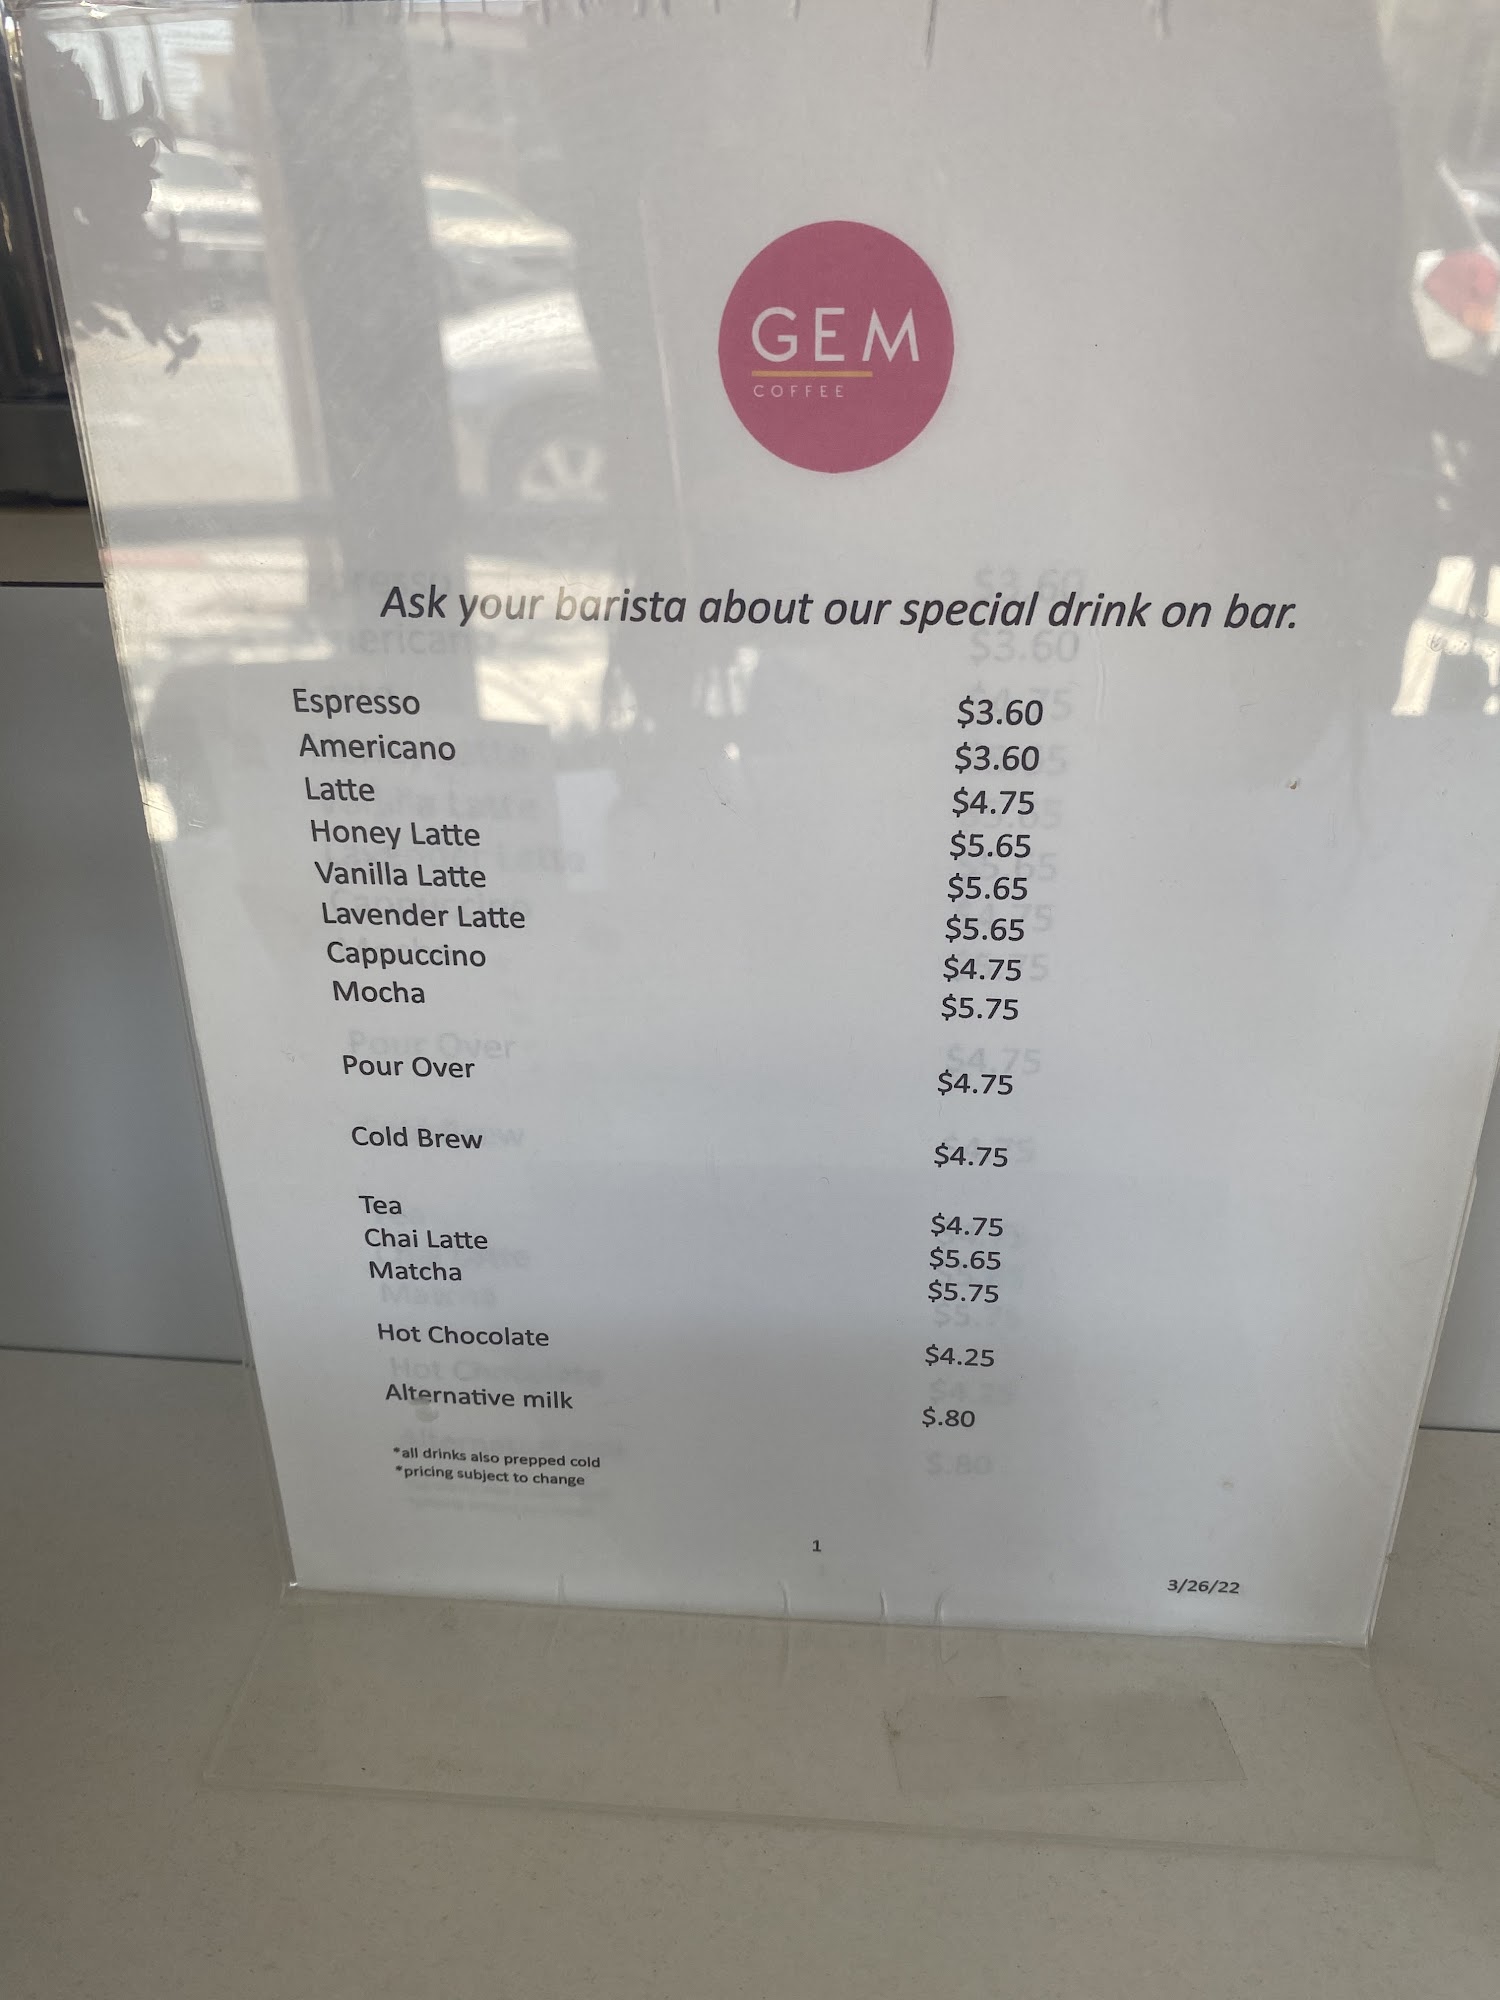 GEM
COFFEE
Ask your barista about our special drink on bar.
Espresso $3.60
Americano $3.60
Latte $4.75
Honey Latte $5.65
Vanilla Latte $5.65
Lavender Latte $5.65
Cappuccino $4.75
Mocha $5.75
Pour Over $4.75
Cold Brew $4.75
Tea $4.75
Chai Latte $5.65
Matcha $5.75
Hot Chocolate $4.25
Alternative milk $.80
*all drinks also prepped cold
*pricing subject to change
1
3/26/22